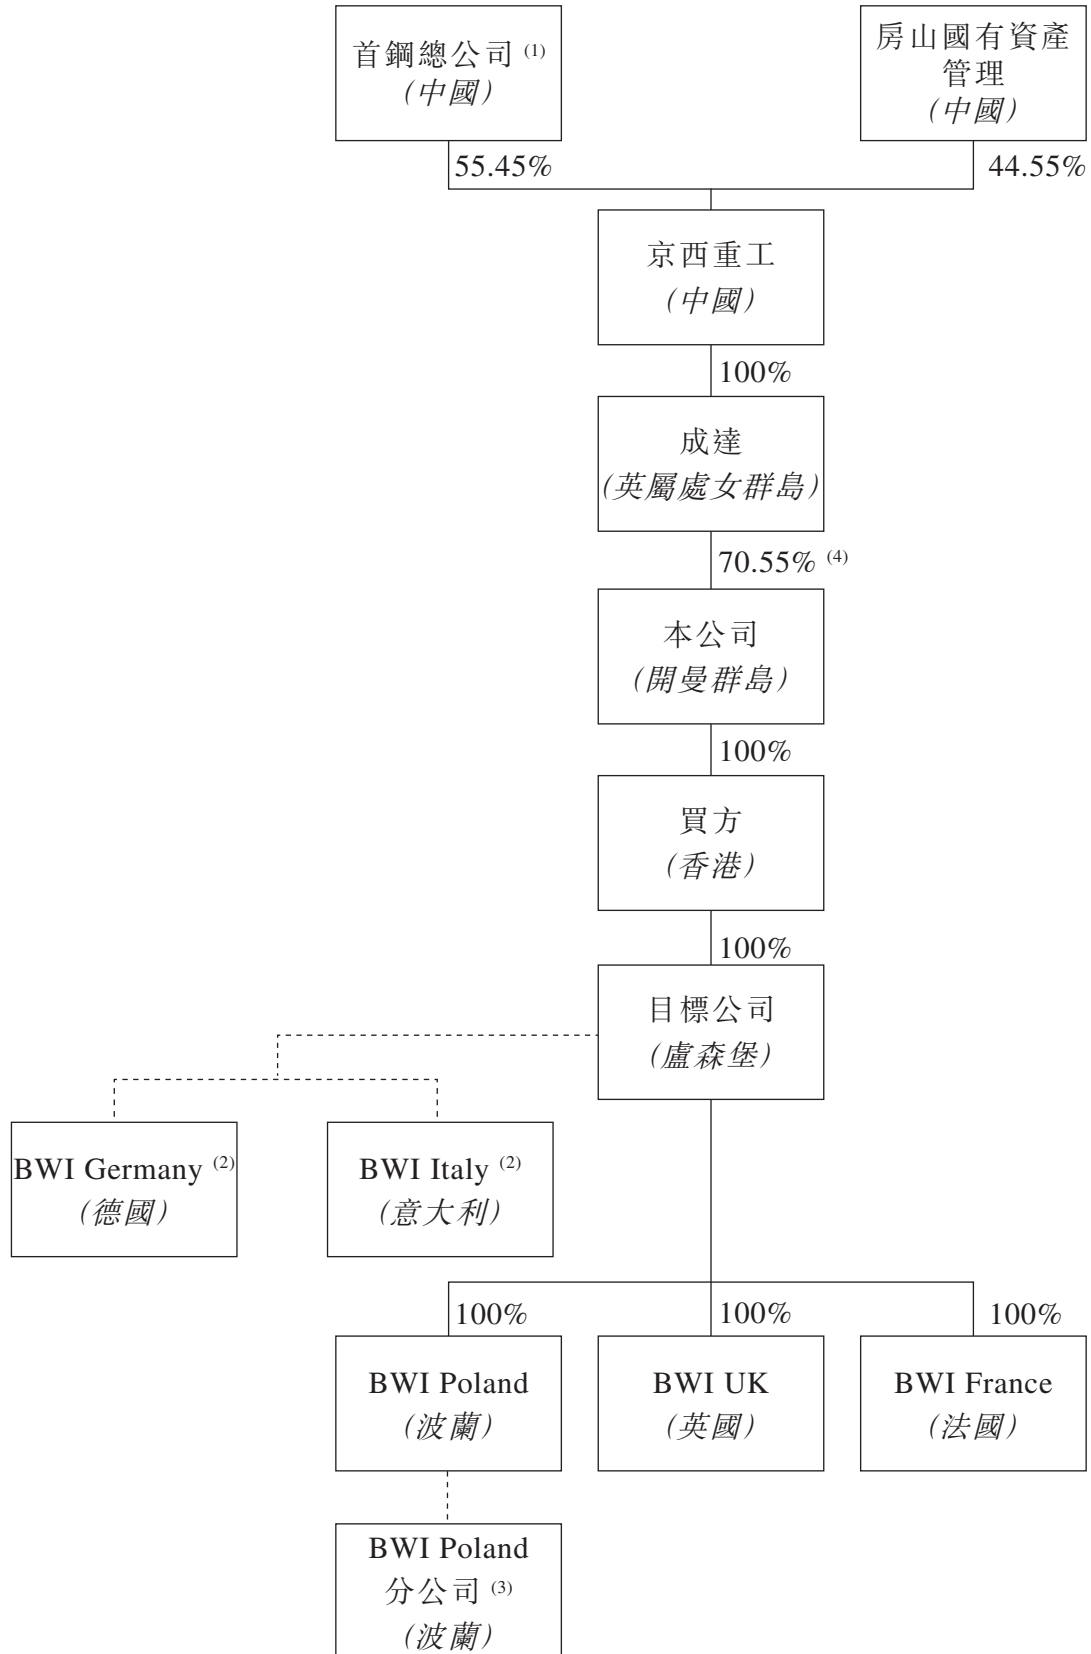 首鋼總公司 (1)
(中國)
房山國有資產
管理
(中國)
55.45%
44.55%
京西重工
(中國)
100%
成達
(英屬處女群島)
70.55% (4)
本公司
(開曼群島)
100%
買方
(香港)
100%
目標公司
(盧森堡)
BWI Germany (2)
(德國)
BWI Italy (2)
(意大利)
100%
100%
100%
BWI Poland
(波蘭)
BWI UK
(英國)
BWI France
(法國)
BWI Poland
分公司 (3)
(波蘭)